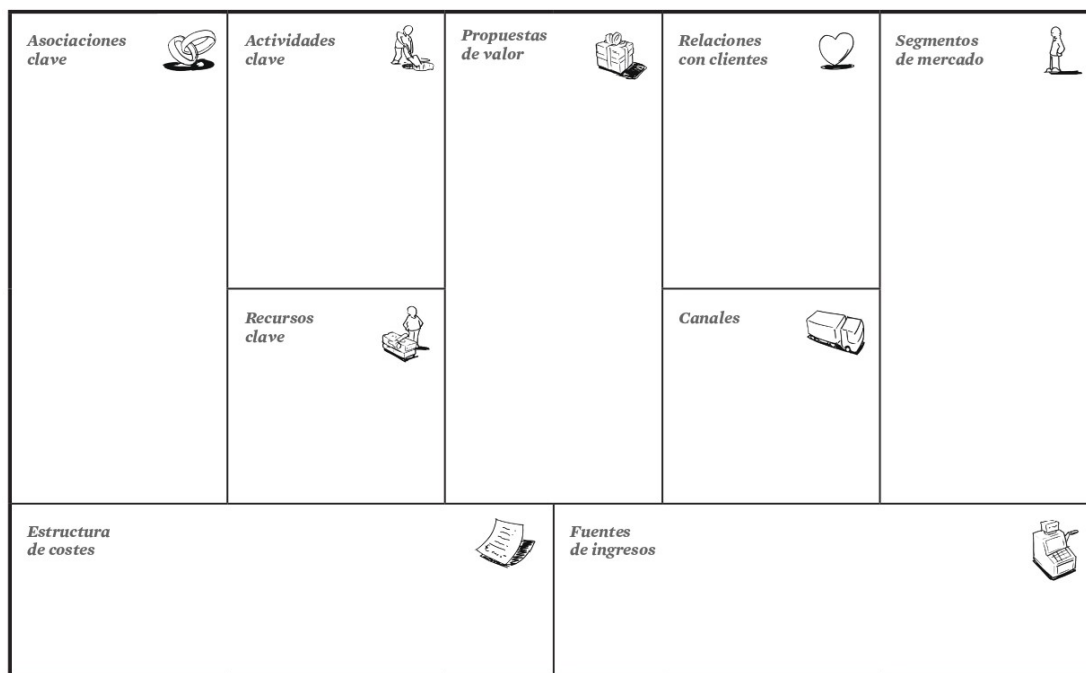 Asociaciones
clave
Actividades
clave
Propuestas
de valor
Relaciones
con clientes
Segmentos
de mercado
Recursos
clave
Canales
Estructura
de costes
Fuentes
de ingresos